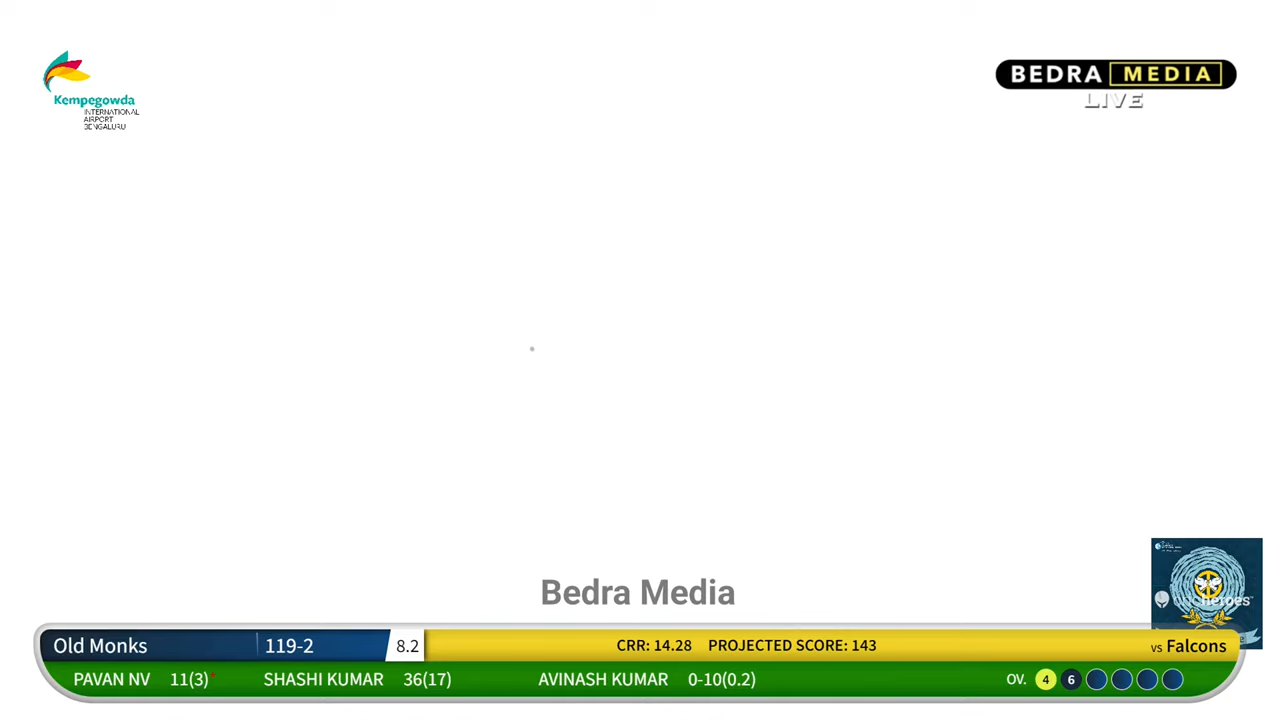 Kempegowda
INTERNATIONAL
AIRPORT
BENGALURU
BEDRA MEDIA
LIVE
Bedra Media
Old Monks 119-2 8.2 CRR: 14.28 PROJECTED SCORE: 143 vs Falcons
PAVAN NV 11(3)* SHASHI KUMAR 36(17) AVINASH KUMAR 0-10(0.2) OV. 4 6